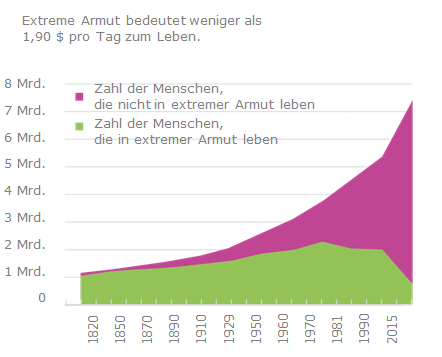 Extreme Armut bedeutet weniger als
1,90 $ pro Tag zum Leben.
8 Mrd.
7 Mrd.
6 Mrd.
5 Mrd.
4 Mrd.
3 Mrd.
2 Mrd.
1 Mrd.
0
Zahl der Menschen,
die nicht in extremer Armut leben
Zahl der Menschen,
die in extremer Armut leben
1820
1850
1870
1890
1910
1929
1950
1960
1970
1981
1990
2015